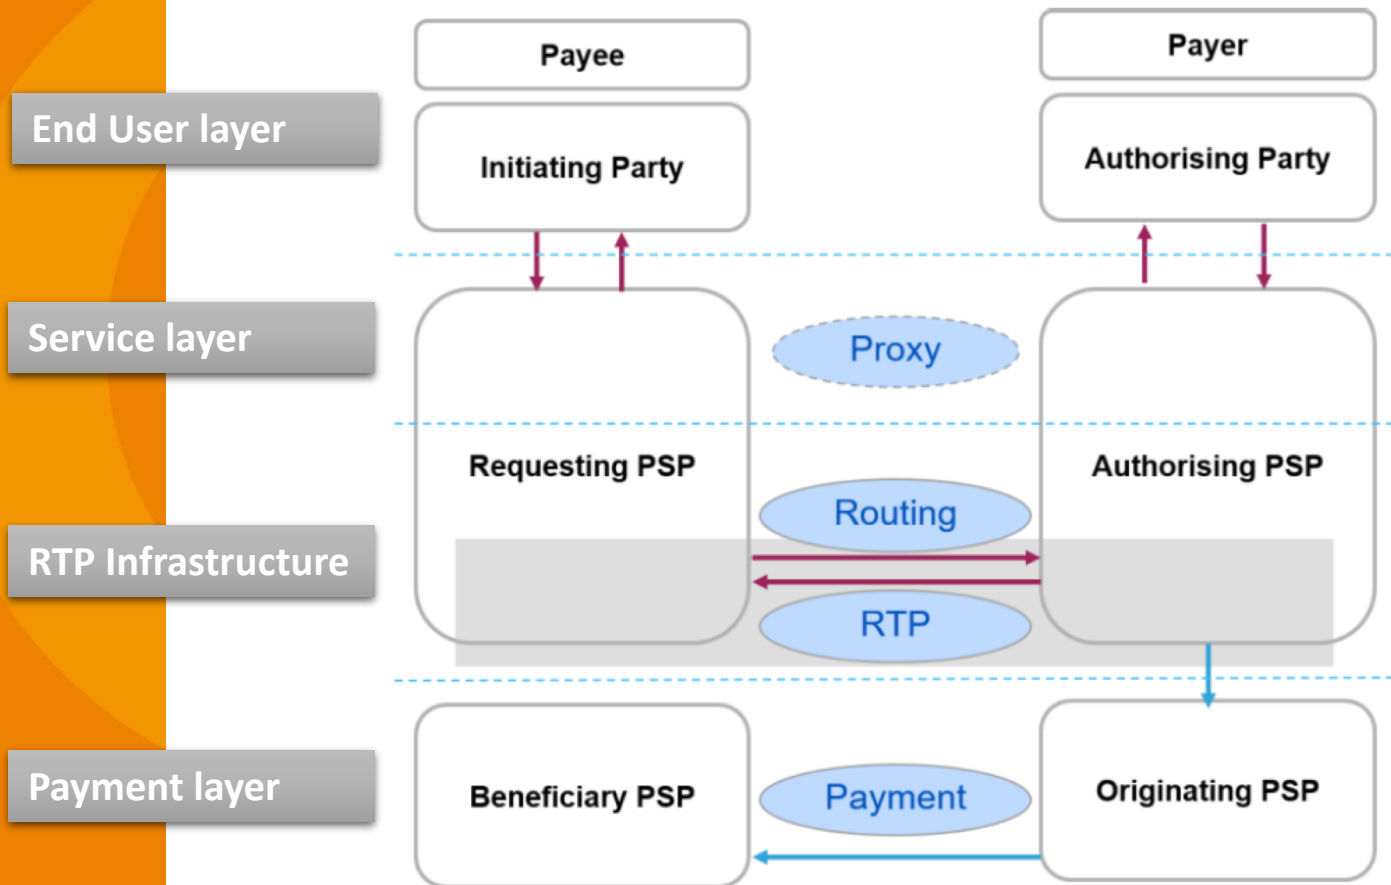 Payee
Payer
End User layer
Initiating Party
Authorising Party
Service layer
Proxy
Requesting PSP
Authorising PSP
Routing
RTP Infrastructure
RTP
Payment layer
Beneficiary PSP
Payment
Originating PSP